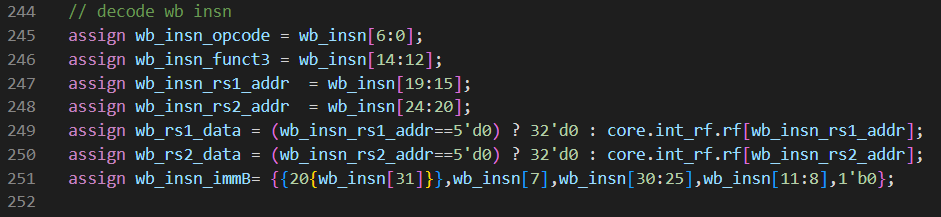 244 // decode wb insn
245 assign wb_insn_opcode = wb_insn[6:0];
246 assign wb_insn_funct3 = wb_insn[14:12];
247 assign wb_insn_rs1_addr  = wb_insn[19:15];
248 assign wb_insn_rs2_addr  = wb_insn[24:20];
249 assign wb_rs1_data = (wb_insn_rs1_addr==5'd0) ? 32'd0 : core.int_rf.rf[wb_insn_rs1_addr];
250 assign wb_rs2_data = (wb_insn_rs2_addr==5'd0) ? 32'd0 : core.int_rf.rf[wb_insn_rs2_addr];
251 assign wb_insn_immB= {{20{wb_insn[31]}},wb_insn[7],wb_insn[30:25],wb_insn[11:8],1'b0};
252